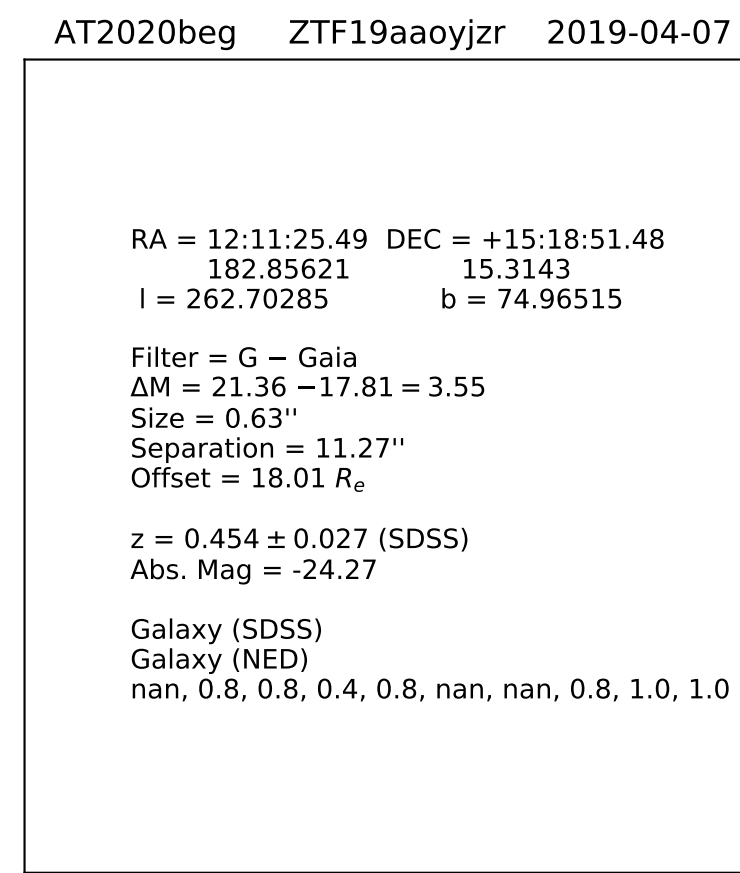 AT2020beg ZTF19aaoyjzr 2019-04-07
RA = 12:11:25.49 DEC = +15:18:51.48
182.85621 15.3143
l = 262.70285 b = 74.96515
Filter = G − Gaia
ΔM = 21.36 −17.81 = 3.55
Size = 0.63''
Separation = 11.27''
Offset = 18.01 Rₑ
z = 0.454 ± 0.027 (SDSS)
Abs. Mag = -24.27
Galaxy (SDSS)
Galaxy (NED)
nan, 0.8, 0.8, 0.4, 0.8, nan, nan, 0.8, 1.0, 1.0